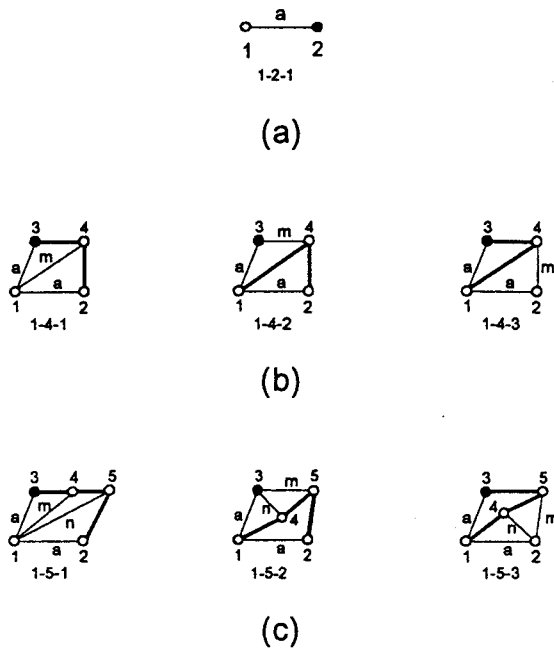 a
1 2
1-2-1
(a)
3 4 3 4 3 4
m
m
a a a m
a a a
1 2 1 2 1 2
1-4-1 1-4-2 1-4-3
(b)
3 4 5 3 5 3 5
m
m 4
a n a n 4 a n m
a a a
1 2 1 2 1 2
1-5-1 1-5-2 1-5-3
(c)